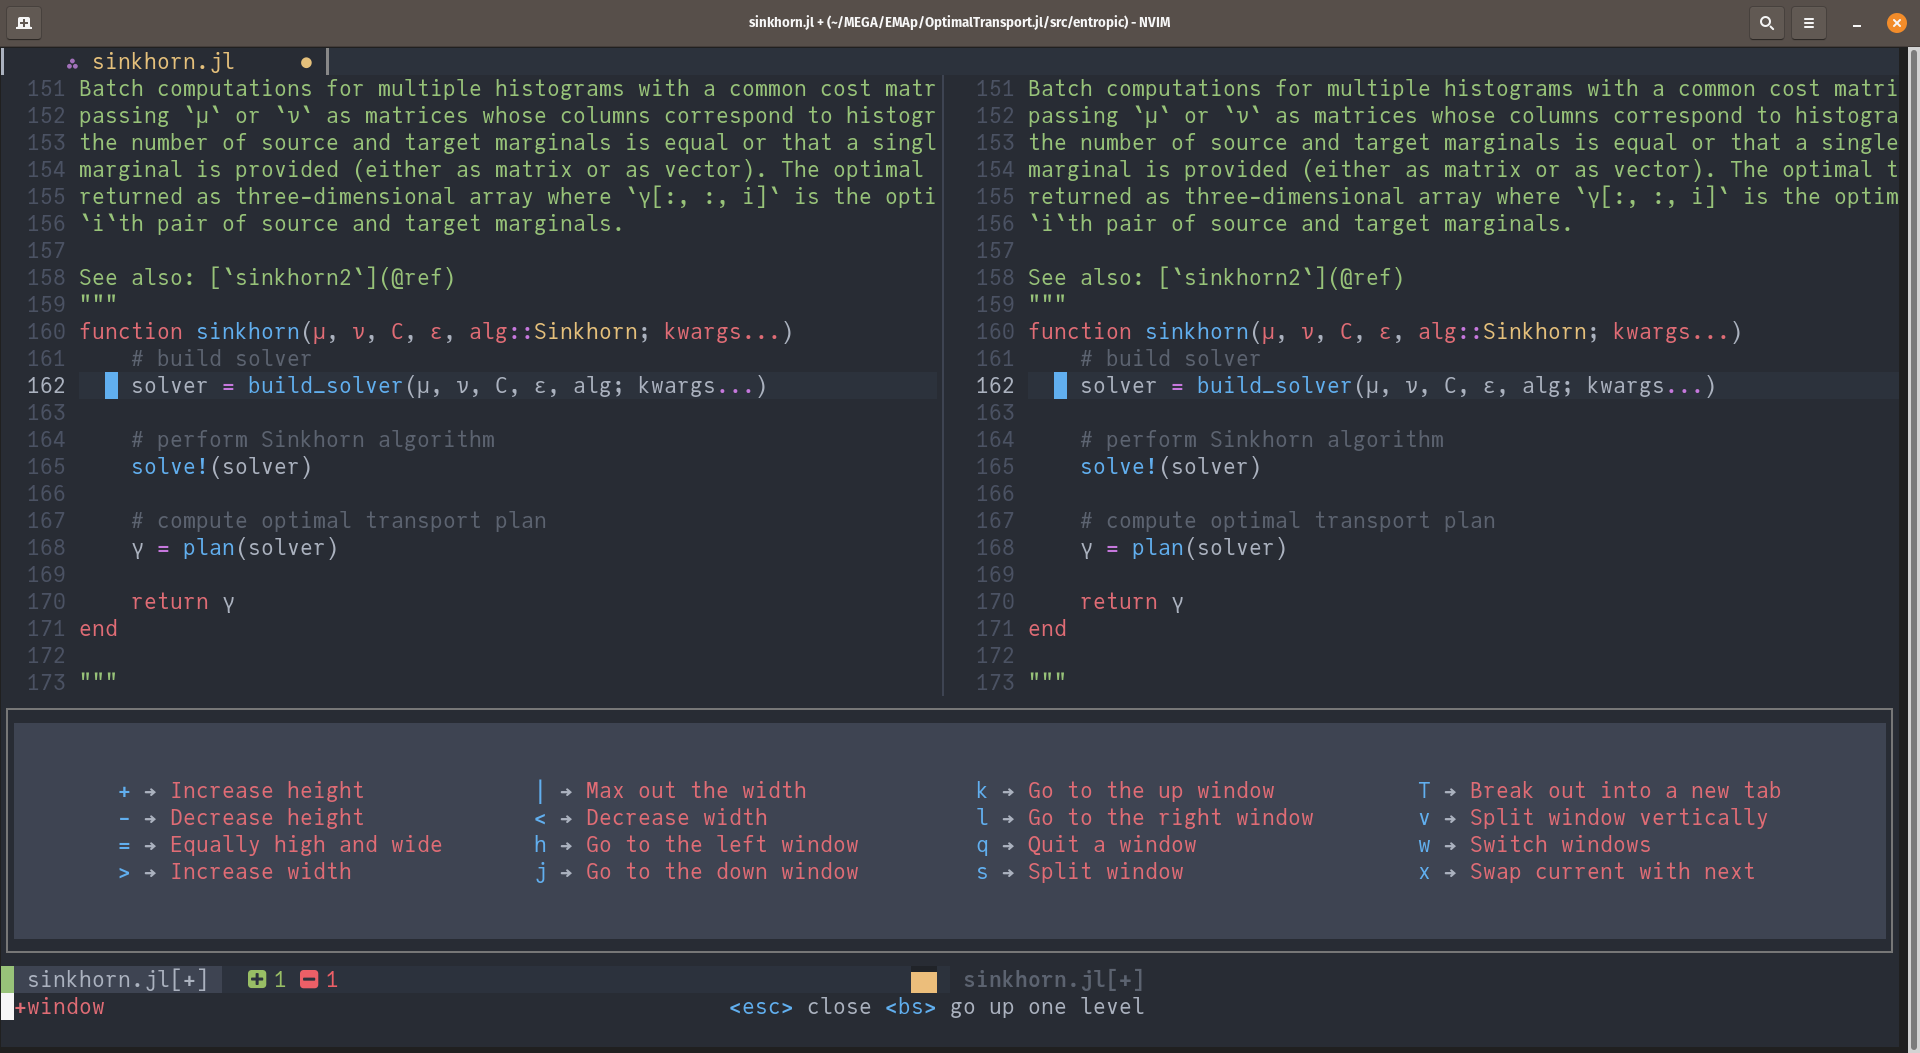 sinkhorn.jl + (~/MEGA/EMAp/OptimalTransport.jl/src/entropic) - NVIM
sinkhorn.jl ●
151 Batch computations for multiple histograms with a common cost matr
152 passing `μ` or `ν` as matrices whose columns correspond to histogr
153 the number of source and target marginals is equal or that a singl
154 marginal is provided (either as matrix or as vector). The optimal
155 returned as three-dimensional array where `γ[:, :, i]` is the opti
156 `i`th pair of source and target marginals.
157
158 See also: [`sinkhorn2`](@ref)
159 """
160 function sinkhorn(μ, ν, C, ε, alg::Sinkhorn; kwargs...)
161     # build solver
162     solver = build_solver(μ, ν, C, ε, alg; kwargs...)
163
164     # perform Sinkhorn algorithm
165     solve!(solver)
166
167     # compute optimal transport plan
168     γ = plan(solver)
169
170     return γ
171 end
172
173 """
151 Batch computations for multiple histograms with a common cost matri
152 passing `μ` or `ν` as matrices whose columns correspond to histogra
153 the number of source and target marginals is equal or that a single
154 marginal is provided (either as matrix or as vector). The optimal t
155 returned as three-dimensional array where `γ[:, :, i]` is the optim
156 `i`th pair of source and target marginals.
157
158 See also: [`sinkhorn2`](@ref)
159 """
160 function sinkhorn(μ, ν, C, ε, alg::Sinkhorn; kwargs...)
161     # build solver
162     solver = build_solver(μ, ν, C, ε, alg; kwargs...)
163
164     # perform Sinkhorn algorithm
165     solve!(solver)
166
167     # compute optimal transport plan
168     γ = plan(solver)
169
170     return γ
171 end
172
173 """
+ → Increase height | → Max out the width k → Go to the up window T → Break out into a new tab
- → Decrease height < → Decrease width l → Go to the right window v → Split window vertically
= → Equally high and wide h → Go to the left window q → Quit a window w → Switch windows
> → Increase width j → Go to the down window s → Split window x → Swap current with next
sinkhorn.jl[+] + 1 - 1 sinkhorn.jl[+]
+window <esc> close <bs> go up one level